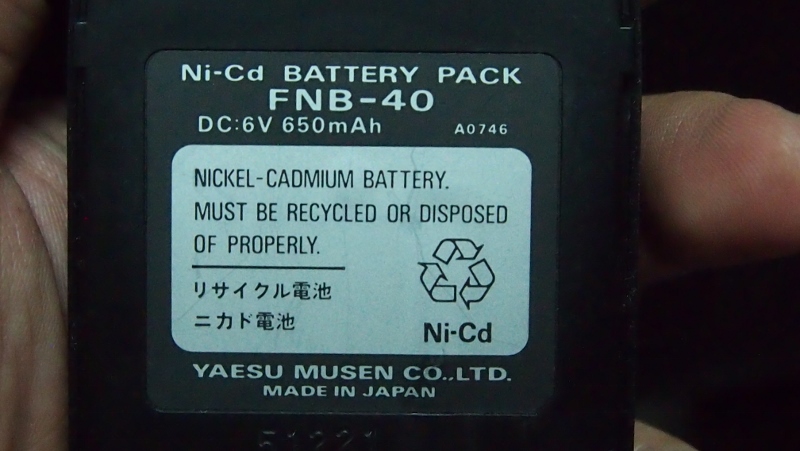 Ni-Cd BATTERY PACK
FNB-40
DC:6V 650mAh A0746
NICKEL-CADMIUM BATTERY.
MUST BE RECYCLED OR DISPOSED
OF PROPERLY.
リサイクル電池
ニカド電池
Ni-Cd
YAESU MUSEN CO.,LTD.
MADE IN JAPAN